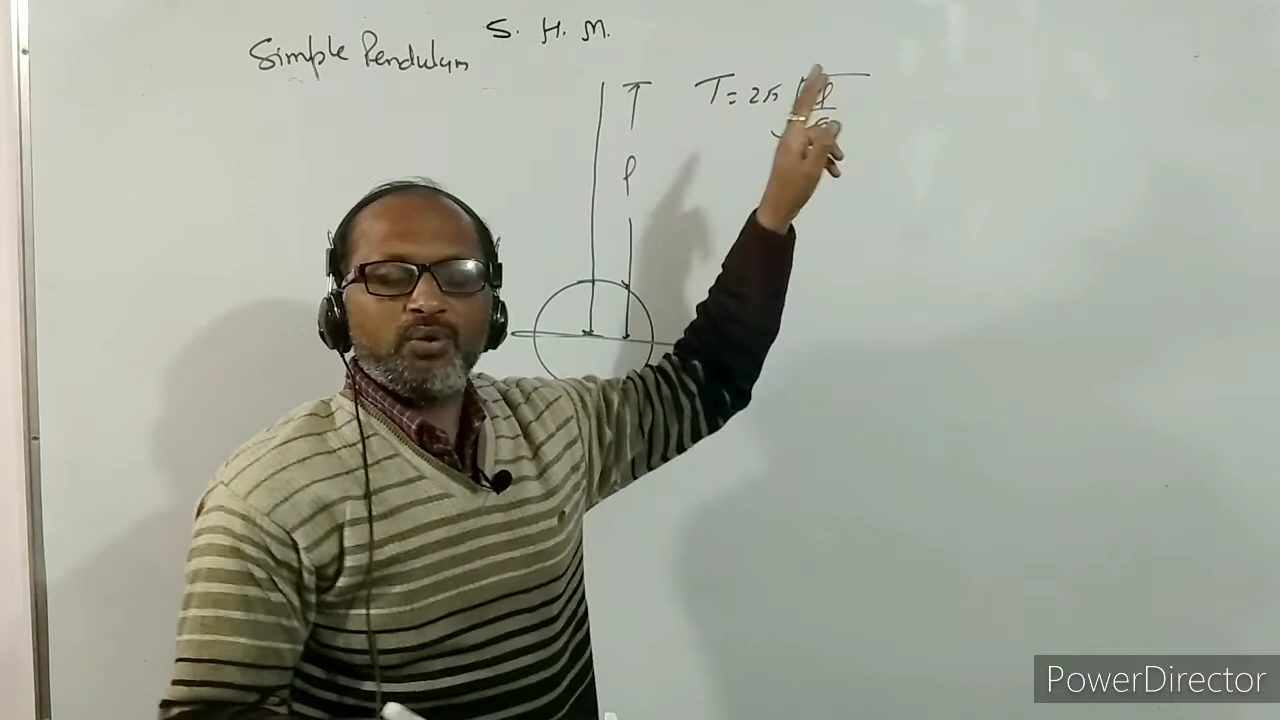 S. H. M.
Simple Pendulum
T = 2π √ l
l
PowerDirector